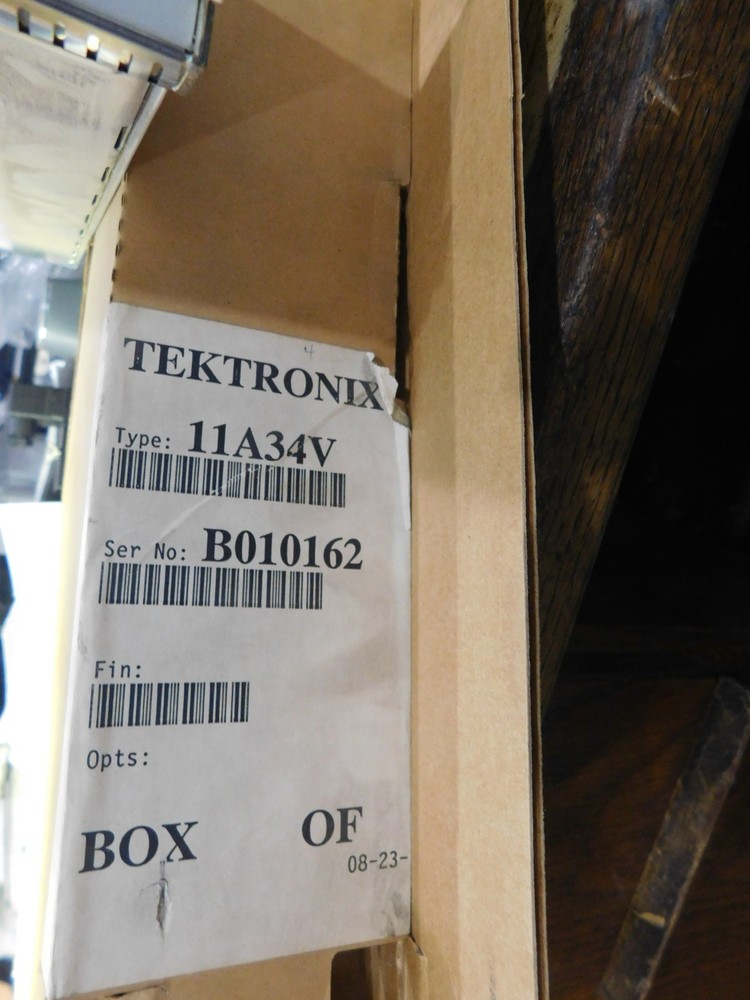 TEKTRONIX
Type: 11A34V
Ser No: B010162
Fin:
Opts:
BOX OF
08-23-